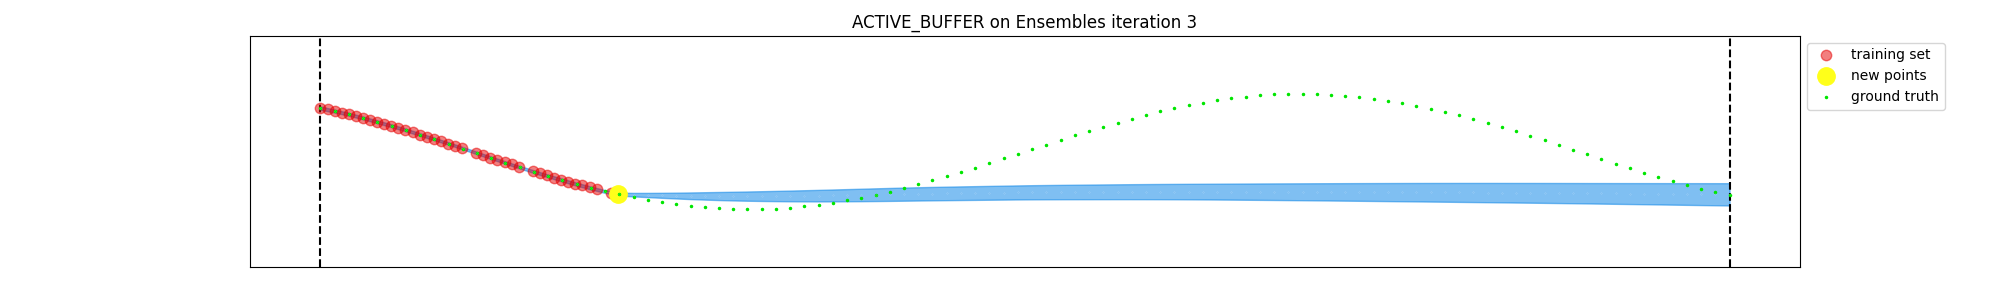 ACTIVE_BUFFER on Ensembles iteration 3
training set
new points
ground truth